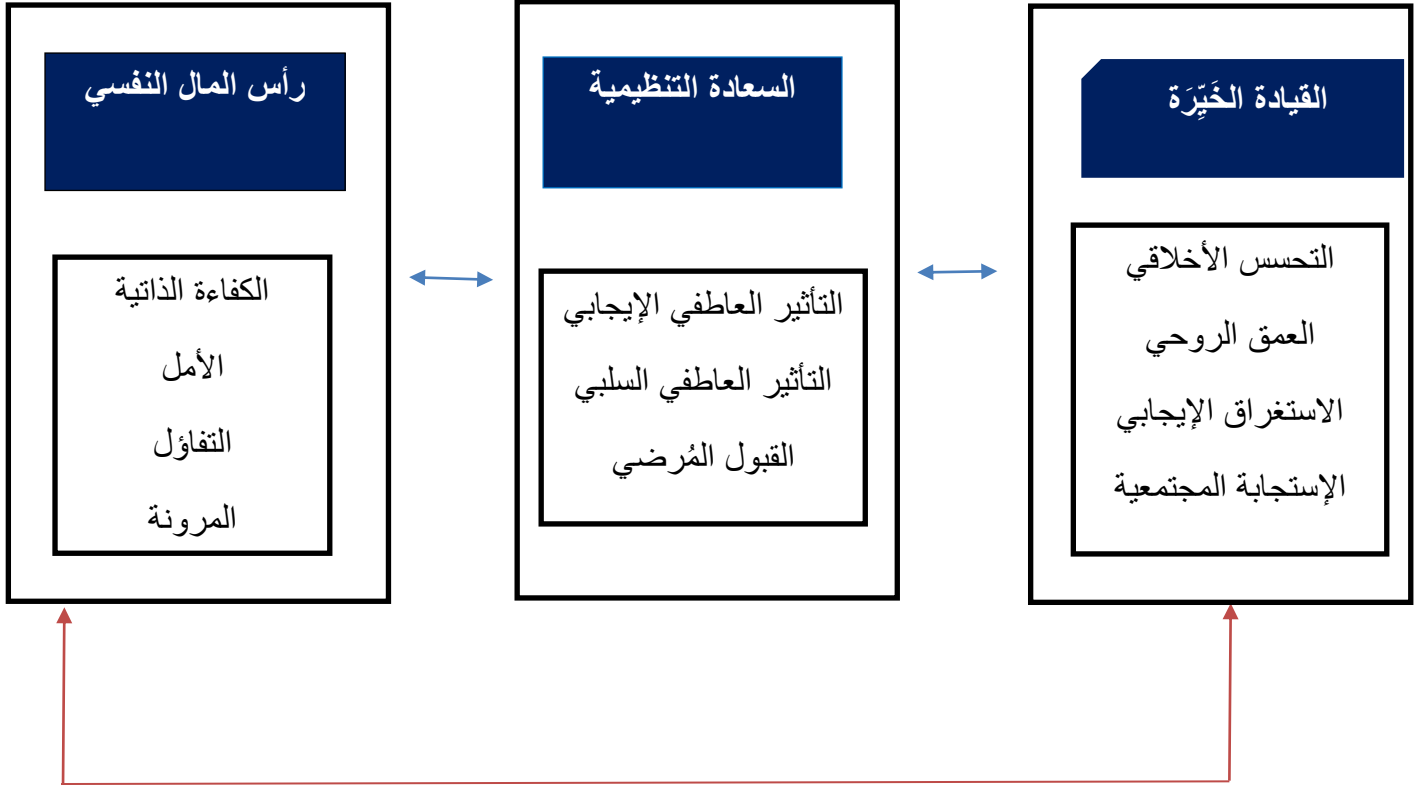 القيادة الخَيِّرَة
التحسس الأخلاقي
العمق الروحي
الاستغراق الإيجابي
الإستجابة المجتمعية
السعادة التنظيمية
التأثير العاطفي الإيجابي
التأثير العاطفي السلبي
القبول المُرضي
رأس المال النفسي
الكفاءة الذاتية
الأمل
التفاؤل
المرونة